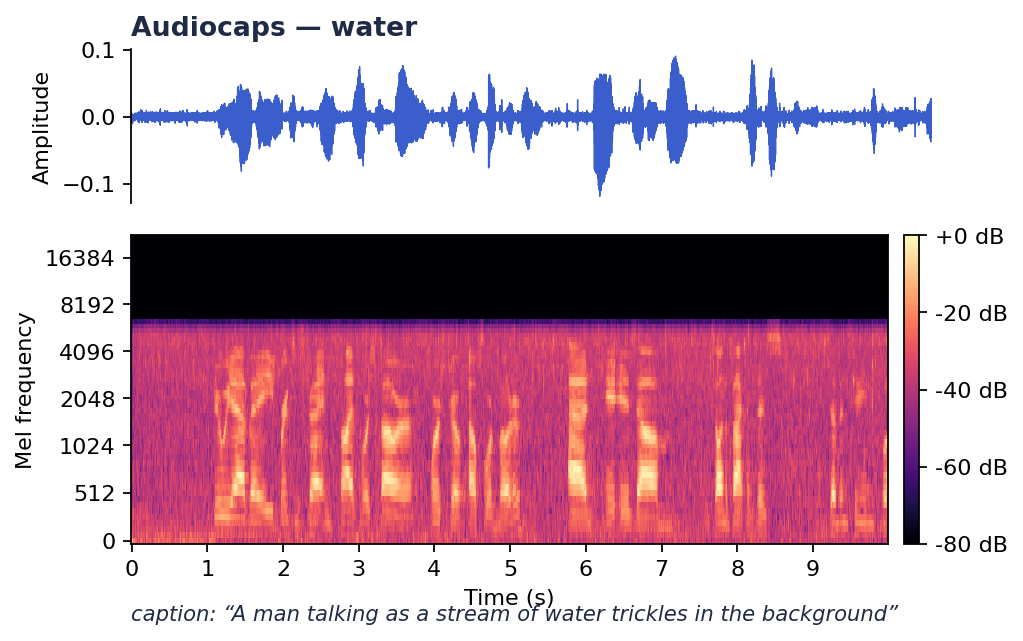 Audiocaps — water
0.1
0.0
−0.1
Amplitude
16384
8192
4096
2048
1024
512
0
Mel frequency
+0 dB
-20 dB
-40 dB
-60 dB
-80 dB
0 1 2 3 4 5 6 7 8 9
Time (s)
caption: “A man talking as a stream of water trickles in the background”